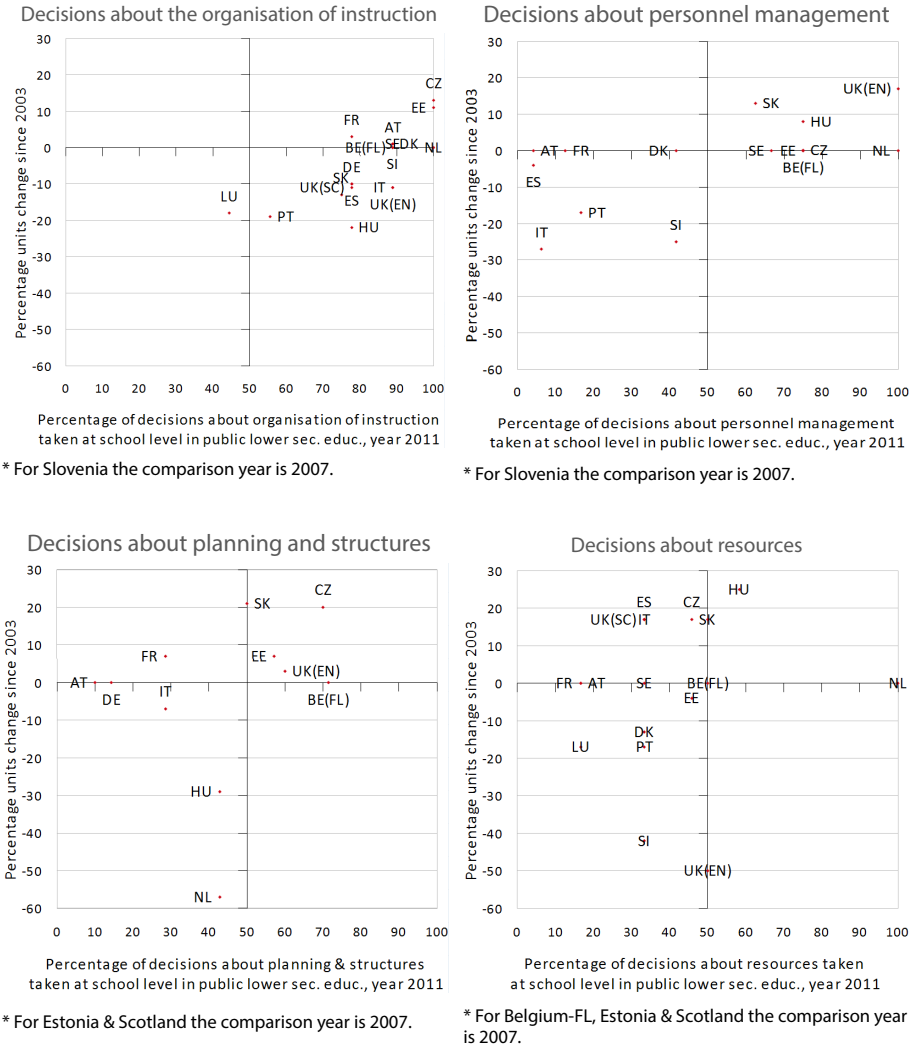 Decisions about the organisation of instruction
30
20
10
0
-10
-20
-30
-40
-50
-60
0 10 20 30 40 50 60 70 80 90 100
Percentage units change since 2003
CZ
EE
FR
AT
BE(FL)
SE
DK
NL
DE
SI
SK
UK(SC)
IT
ES
UK(EN)
LU
PT
HU
Percentage of decisions about organisation of instruction
taken at school level in public lower sec. educ., year 2011
* For Slovenia the comparison year is 2007.
Decisions about personnel management
30
20
10
0
-10
-20
-30
-40
-50
-60
0 10 20 30 40 50 60 70 80 90 100
Percentage units change since 2003
UK(EN)
SK
HU
AT
FR
DK
SE
EE
CZ
NL
BE(FL)
ES
PT
SI
IT
Percentage of decisions about personnel management
taken at school level in public lower sec. educ., year 2011
* For Slovenia the comparison year is 2007.
Decisions about planning and structures
30
20
10
0
-10
-20
-30
-40
-50
-60
0 10 20 30 40 50 60 70 80 90 100
Percentage units change since 2003
CZ
SK
FR
EE
UK(EN)
AT
IT
DE
BE(FL)
HU
NL
Percentage of decisions about planning & structures
taken at school level in public lower sec. educ., year 2011
* For Estonia & Scotland the comparison year is 2007.
Decisions about resources
30
20
10
0
-10
-20
-30
-40
-50
-60
0 10 20 30 40 50 60 70 80 90 100
Percentage units change since 2003
HU
ES
CZ
UK(SC)
IT
SK
FR
AT
SE
BE(FL)
NL
EE
DK
LU
PT
SI
UK(EN)
Percentage of decisions about resources taken
at school level in public lower sec. educ., year 2011
* For Belgium-FL, Estonia & Scotland the comparison year
is 2007.